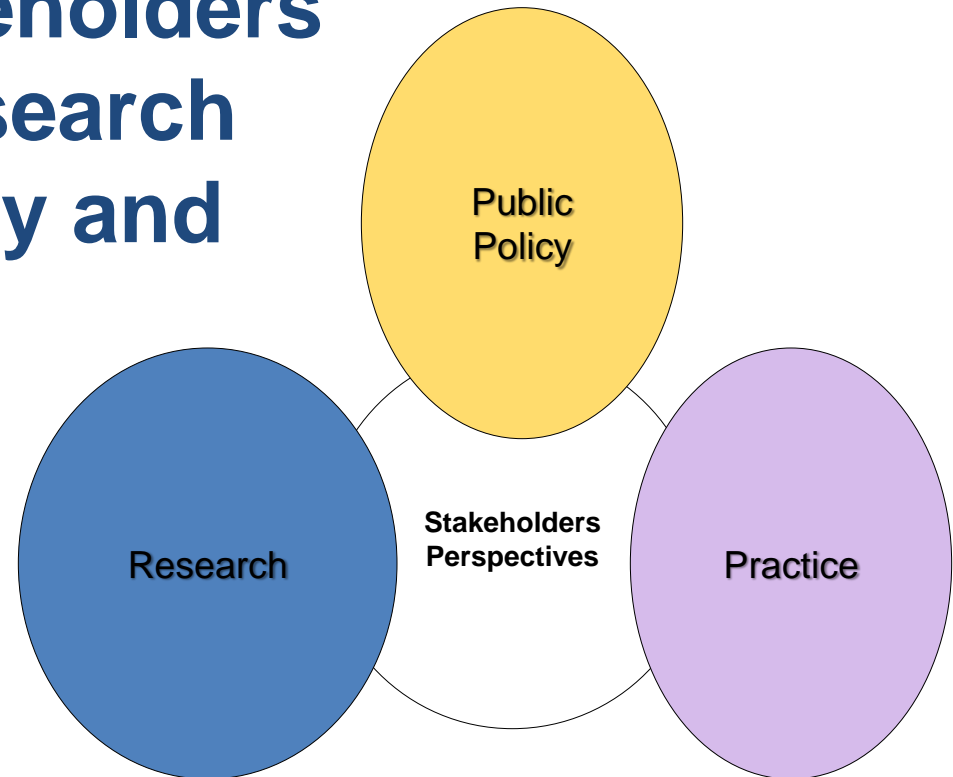 eholders
search
y and
Public
Policy
Stakeholders
Perspectives
Research
Practice